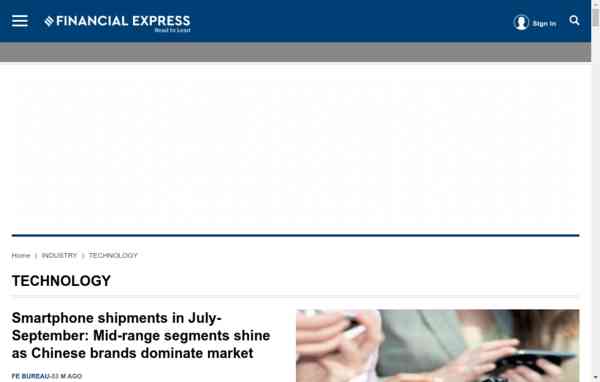 FINANCIAL EXPRESS
Read to Lead
Sign In
Home | INDUSTRY | TECHNOLOGY
TECHNOLOGY
Smartphone shipments in July-
September: Mid-range segments shine
as Chinese brands dominate market
FE BUREAU-53 M AGO